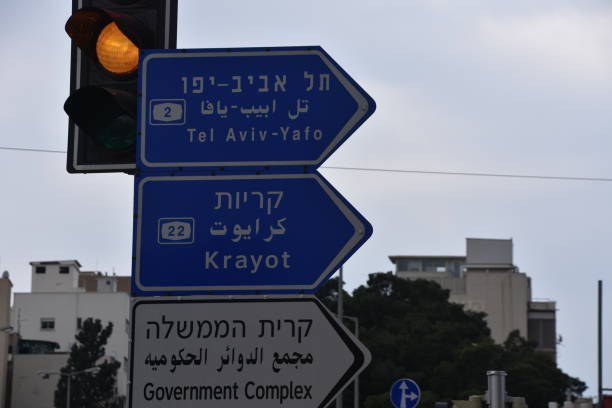 תל אביב-יפו
2
تل ابيب-يافا
Tel Aviv-Yafo
קריות
22
كرايوت
Krayot
קרית הממשלה
مجمع الدوائر الحكوميه
Government Complex